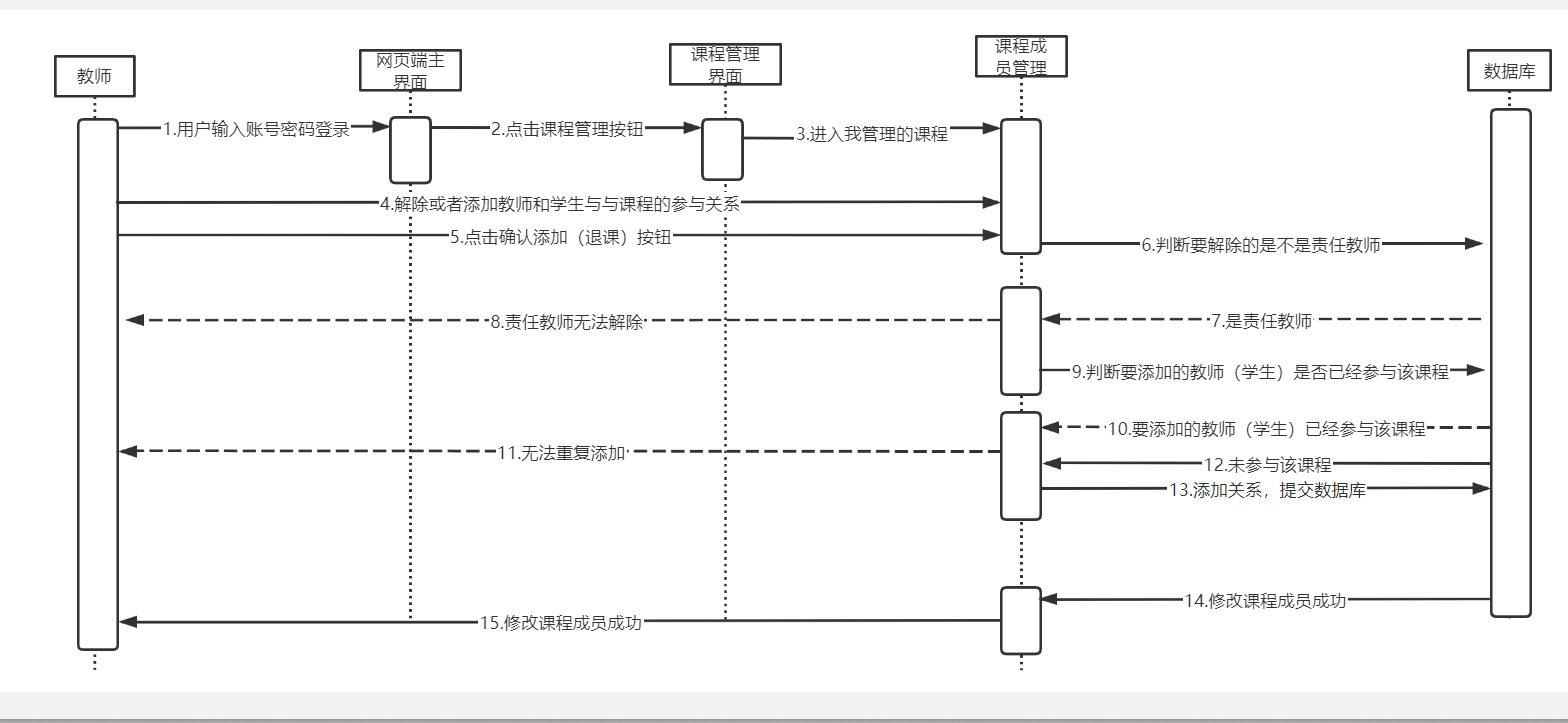 教师
网页端主
界面
课程管理
界面
课程成
员管理
数据库
1.用户输入账号密码登录
2.点击课程管理按钮
3.进入我管理的课程
4.解除或者添加教师和学生与与课程的参与关系
5.点击确认添加（退课）按钮
6.判断要解除的是不是责任教师
7.是责任教师
8.责任教师无法解除
9.判断要添加的教师（学生）是否已经参与该课程
10.要添加的教师（学生）已经参与该课程
11.无法重复添加
12.未参与该课程
13.添加关系，提交数据库
14.修改课程成员成功
15.修改课程成员成功